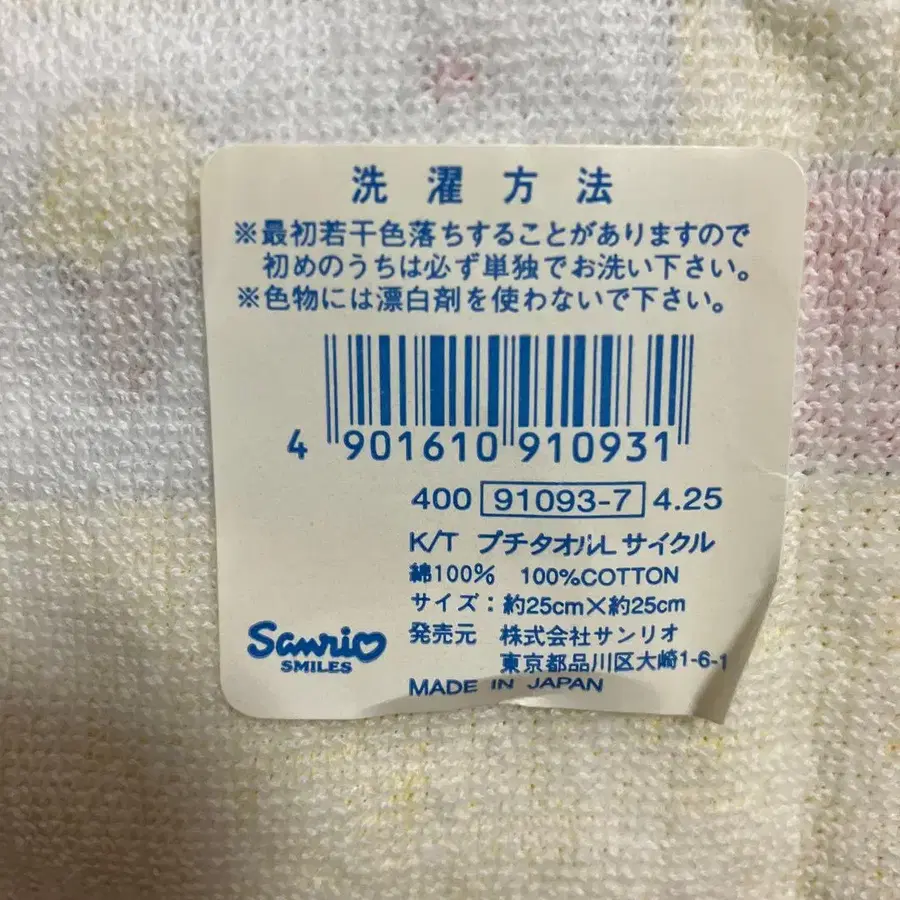 洗濯方法
※最初若干色落ちすることがありますので
初めのうちは必ず単独でお洗い下さい。
※色物には漂白剤を使わないで下さい。
4 901610 910931
400 91093-7 4.25
K/T プチタオルL サイクル
綿100% 100%COTTON
サイズ：約25cm×約25cm
Sanrio
SMILES
発売元 株式会社サンリオ
東京都品川区大崎1-6-1
MADE IN JAPAN